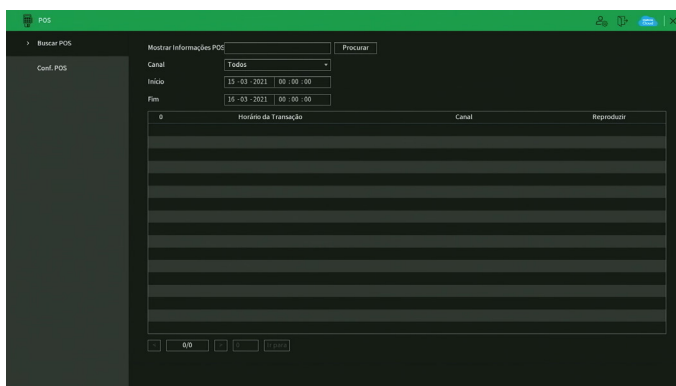 POS
> Buscar POS
Conf. POS
Mostrar Informações POS Procurar
Canal Todos
Início 15 -03 -2021 00 : 00 : 00
Fim 16 -03 -2021 00 : 00 : 00
0 Horário da Transação Canal Reproduzir
0/0 Ir para